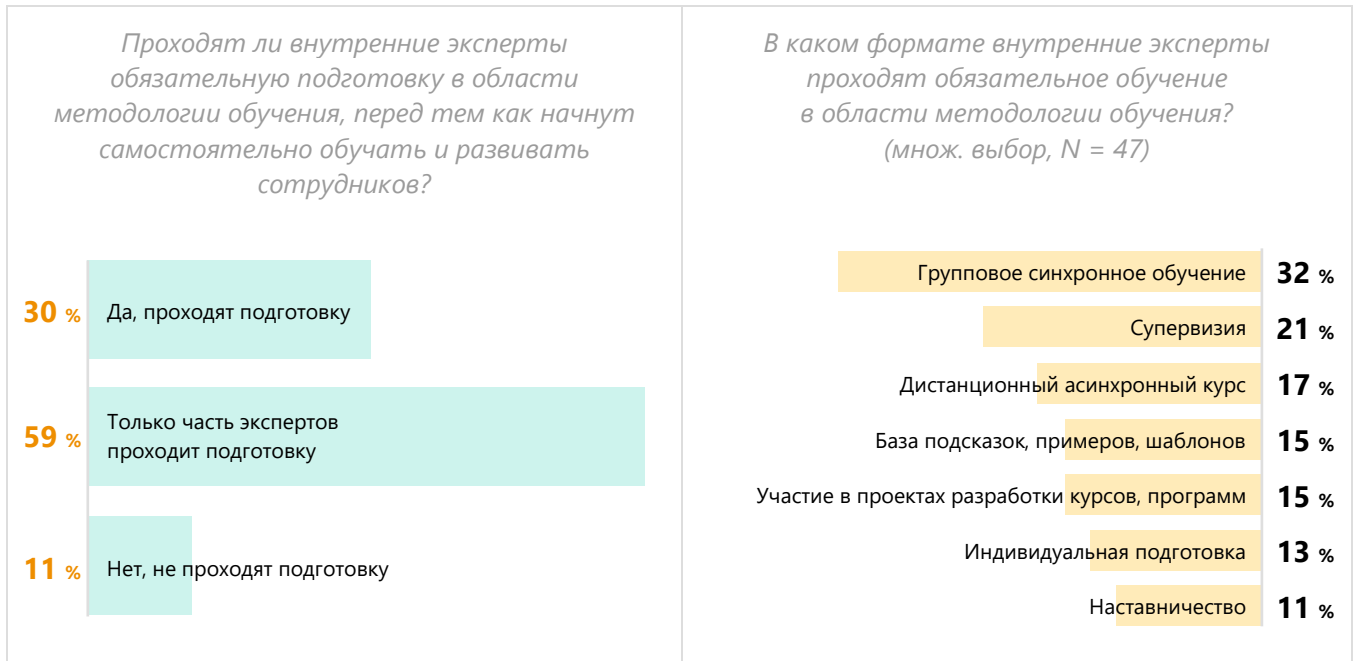 Проходят ли внутренние эксперты
обязательную подготовку в области
методологии обучения, перед тем как начнут
самостоятельно обучать и развивать
сотрудников?
30 % Да, проходят подготовку
59 % Только часть экспертов
проходит подготовку
11 % Нет, не проходят подготовку
В каком формате внутренние эксперты
проходят обязательное обучение
в области методологии обучения?
(множ. выбор, N = 47)
Групповое синхронное обучение 32 %
Супервизия 21 %
Дистанционный асинхронный курс 17 %
База подсказок, примеров, шаблонов 15 %
Участие в проектах разработки курсов, программ 15 %
Индивидуальная подготовка 13 %
Наставничество 11 %